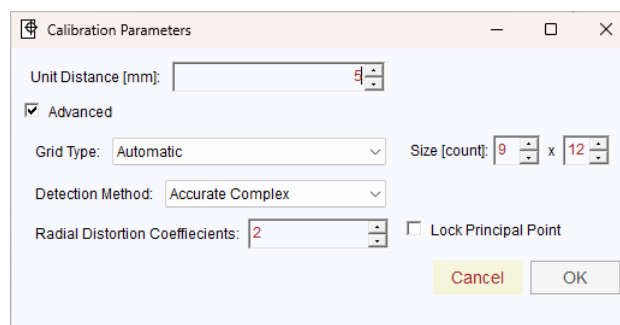 Calibration Parameters
Unit Distance [mm]: 5
Advanced
Grid Type: Automatic Size [count]: 9 x 12
Detection Method: Accurate Complex
Radial Distortion Coeffiecients: 2 Lock Principal Point
Cancel OK